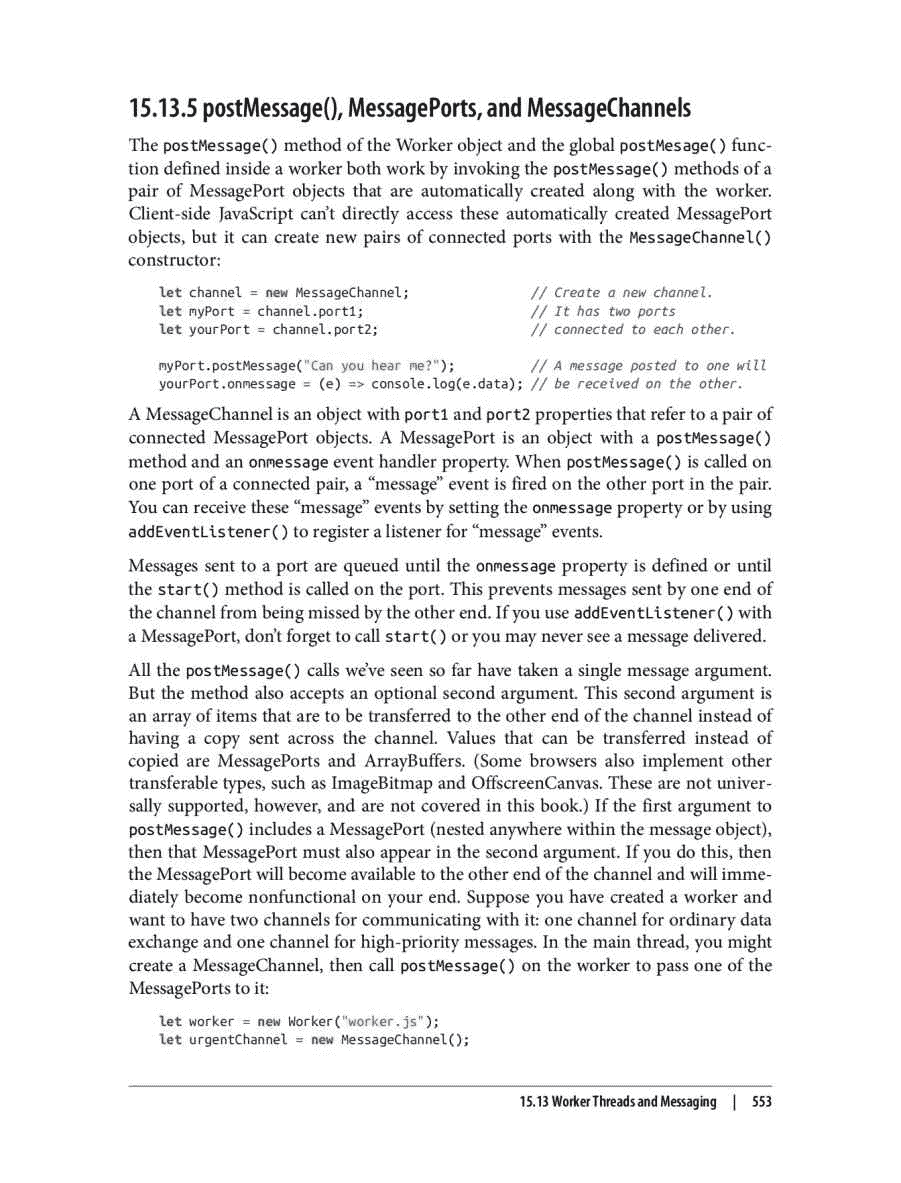 15.13.5 postMessage(), MessagePorts, and MessageChannels
The postMessage() method of the Worker object and the global postMesage() func-
tion defined inside a worker both work by invoking the postMessage() methods of a
pair of MessagePort objects that are automatically created along with the worker.
Client-side JavaScript can’t directly access these automatically created MessagePort
objects, but it can create new pairs of connected ports with the MessageChannel()
constructor:
let channel = new MessageChannel; // Create a new channel.
let myPort = channel.port1; // It has two ports
let yourPort = channel.port2; // connected to each other.
myPort.postMessage("Can you hear me?"); // A message posted to one will
yourPort.onmessage = (e) => console.log(e.data); // be received on the other.
A MessageChannel is an object with port1 and port2 properties that refer to a pair of
connected MessagePort objects. A MessagePort is an object with a postMessage()
method and an onmessage event handler property. When postMessage() is called on
one port of a connected pair, a “message” event is fired on the other port in the pair.
You can receive these “message” events by setting the onmessage property or by using
addEventListener() to register a listener for “message” events.
Messages sent to a port are queued until the onmessage property is defined or until
the start() method is called on the port. This prevents messages sent by one end of
the channel from being missed by the other end. If you use addEventListener() with
a MessagePort, don’t forget to call start() or you may never see a message delivered.
All the postMessage() calls we’ve seen so far have taken a single message argument.
But the method also accepts an optional second argument. This second argument is
an array of items that are to be transferred to the other end of the channel instead of
having a copy sent across the channel. Values that can be transferred instead of
copied are MessagePorts and ArrayBuffers. (Some browsers also implement other
transferable types, such as ImageBitmap and OffscreenCanvas. These are not univer-
sally supported, however, and are not covered in this book.) If the first argument to
postMessage() includes a MessagePort (nested anywhere within the message object),
then that MessagePort must also appear in the second argument. If you do this, then
the MessagePort will become available to the other end of the channel and will imme-
diately become nonfunctional on your end. Suppose you have created a worker and
want to have two channels for communicating with it: one channel for ordinary data
exchange and one channel for high-priority messages. In the main thread, you might
create a MessageChannel, then call postMessage() on the worker to pass one of the
MessagePorts to it:
let worker = new Worker("worker.js");
let urgentChannel = new MessageChannel();
15.13 Worker Threads and Messaging | 553